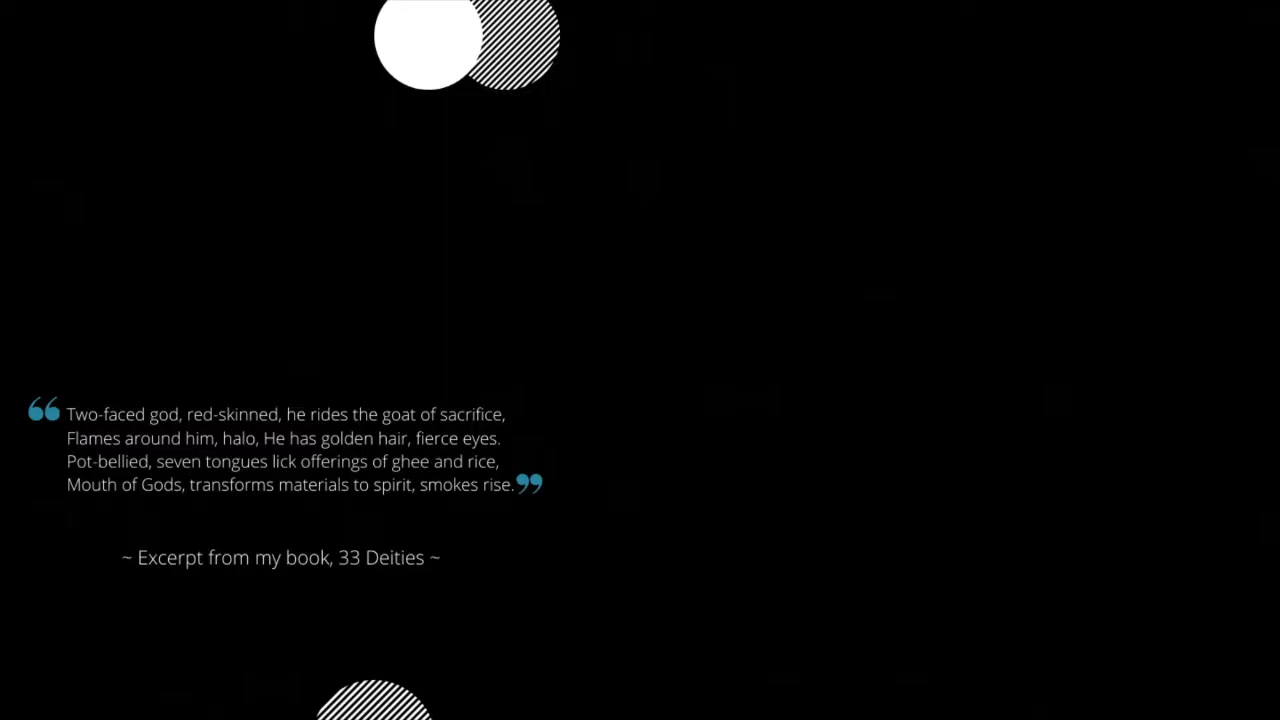 ❝ Two-faced god, red-skinned, he rides the goat of sacrifice,
Flames around him, halo, He has golden hair, fierce eyes.
Pot-bellied, seven tongues lick offerings of ghee and rice,
Mouth of Gods, transforms materials to spirit, smokes rise. ❞
~ Excerpt from my book, 33 Deities ~